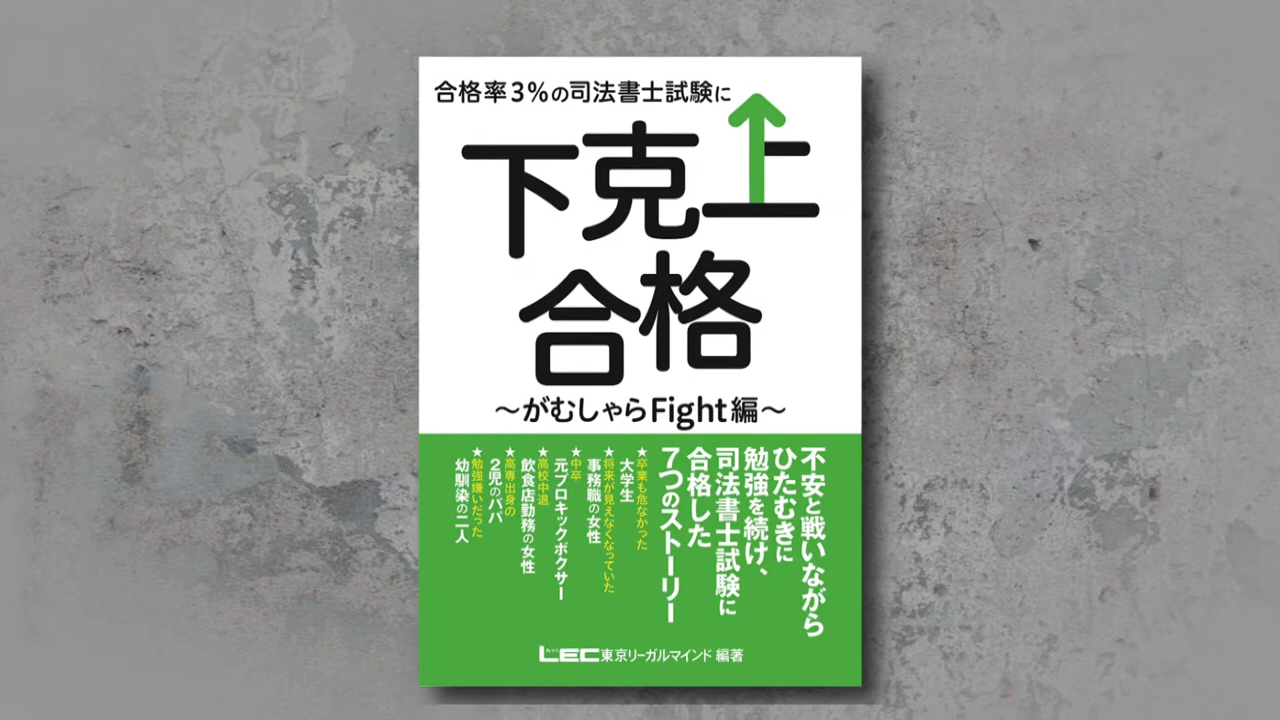 合格率3%の司法書士試験に
下克上
合格
〜がむしゃらFight編〜
不安と戦いながら
ひたむきに
勉強を続け、
司法書士試験に
合格した
7つのストーリー
★卒業も危なかった
大学生
★将来が見えなくなっていた
事務職の女性
★中卒
元プロキックボクサー
★高校中退
飲食店勤務の女性
★高専出身の
2児のパパ
★勉強嫌いだった
幼馴染の二人
LEC東京リーガルマインド 編著